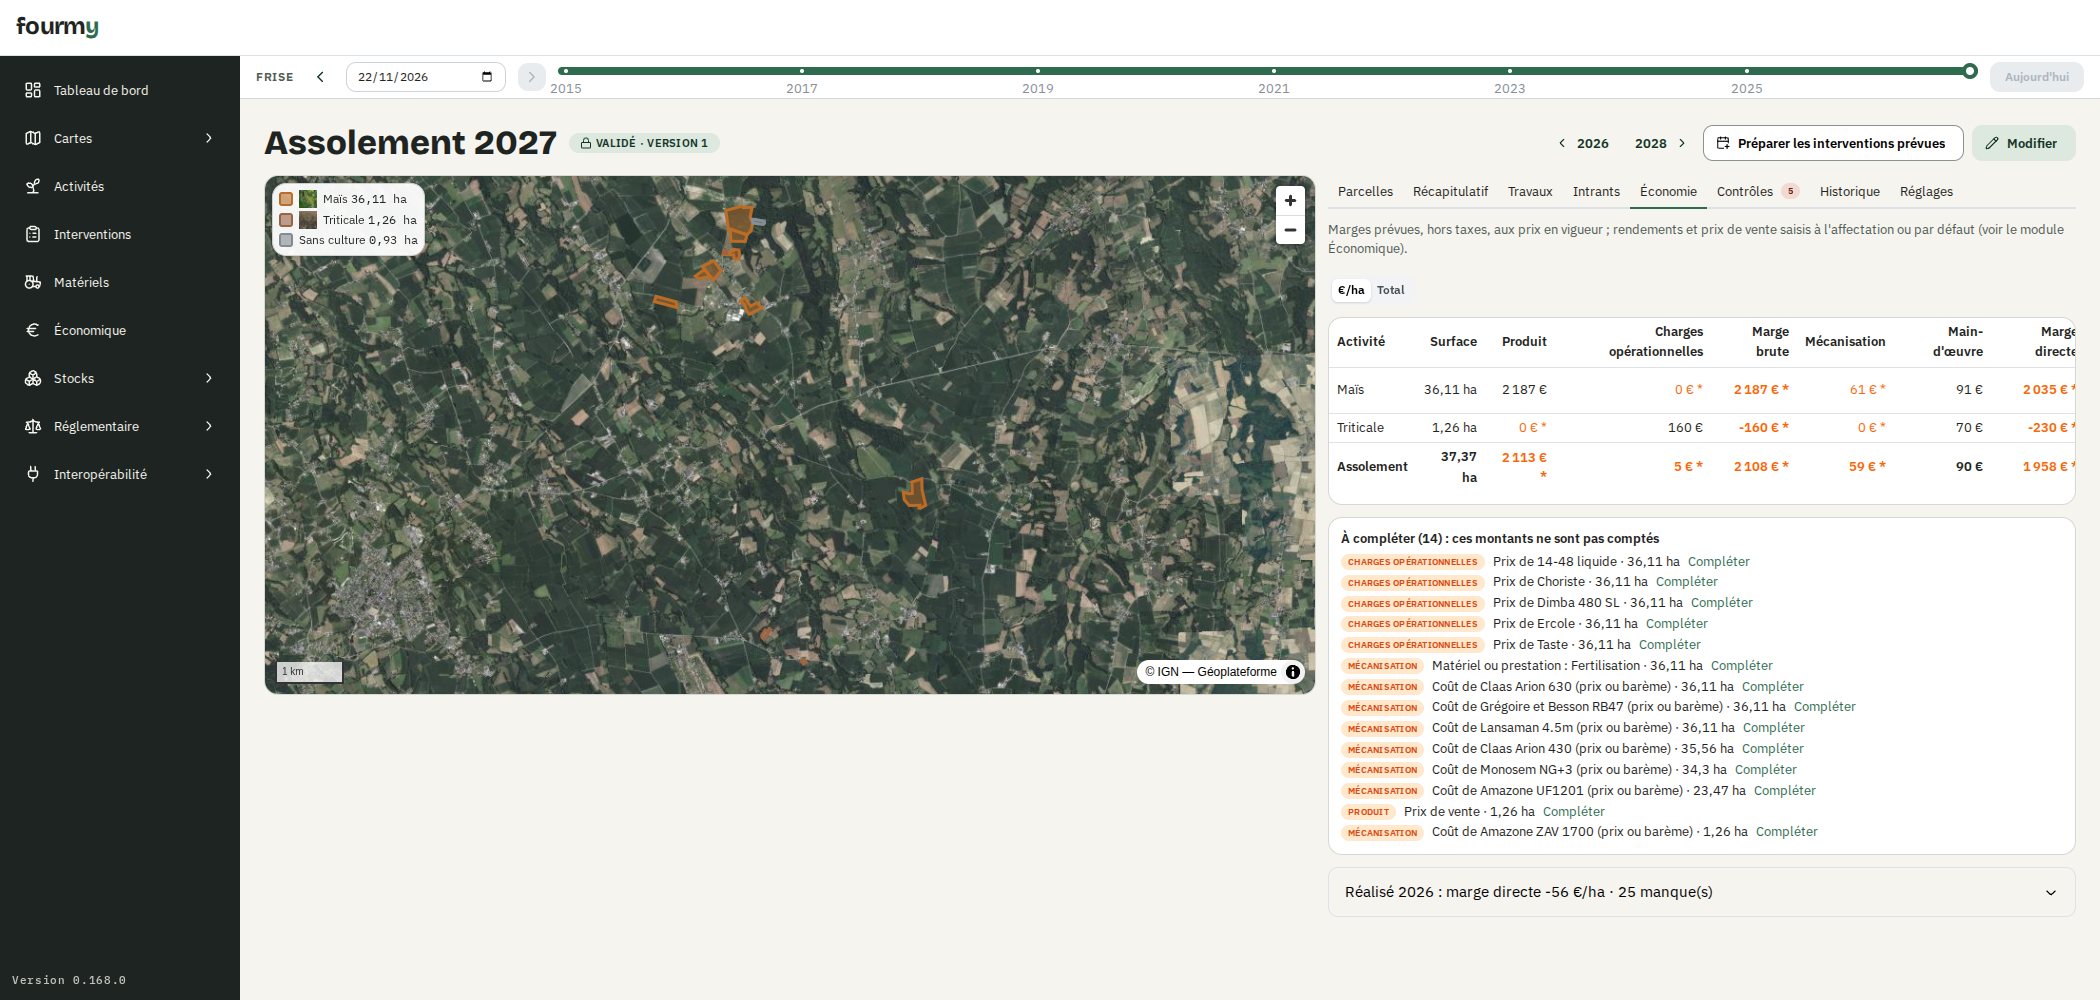 fourmy
FRISE
22/11/2026
2015
2017
2019
2021
2023
2025
Aujourd'hui
Tableau de bord
Cartes
Activités
Interventions
Matériels
Économique
Stocks
Réglementaire
Interopérabilité
Version 0.168.0
Assolement 2027
VALIDÉ · VERSION 1
2026
2028
Préparer les interventions prévues
Modifier
Maïs 36,11 ha
Triticale 1,26 ha
Sans culture 0,93 ha
1 km
© IGN — Géoplateforme
Parcelles Récapitulatif Travaux Intrants Économie Contrôles 5 Historique Réglages
Marges prévues, hors taxes, aux prix en vigueur ; rendements et prix de vente saisis à l'affectation ou par défaut (voir le module
Économique).
€/ha Total
Activité Surface Produit Charges opérationnelles Marge brute Mécanisation Main-d'œuvre Marge directe
Maïs 36,11 ha 2 187 € 0 € * 2 187 € * 61 € * 91 € 2 035 € *
Triticale 1,26 ha 0 € * 160 € -160 € * 0 € * 70 € -230 € *
Assolement 37,37 ha 2 113 € * 5 € * 2 108 € * 59 € * 90 € 1 958 € *
À compléter (14) : ces montants ne sont pas comptés
CHARGES OPÉRATIONNELLES Prix de 14-48 liquide · 36,11 ha Compléter
CHARGES OPÉRATIONNELLES Prix de Choriste · 36,11 ha Compléter
CHARGES OPÉRATIONNELLES Prix de Dimba 480 SL · 36,11 ha Compléter
CHARGES OPÉRATIONNELLES Prix de Ercole · 36,11 ha Compléter
CHARGES OPÉRATIONNELLES Prix de Taste · 36,11 ha Compléter
MÉCANISATION Matériel ou prestation : Fertilisation · 36,11 ha Compléter
MÉCANISATION Coût de Claas Arion 630 (prix ou barème) · 36,11 ha Compléter
MÉCANISATION Coût de Grégoire et Besson RB47 (prix ou barème) · 36,11 ha Compléter
MÉCANISATION Coût de Lansaman 4.5m (prix ou barème) · 36,11 ha Compléter
MÉCANISATION Coût de Claas Arion 430 (prix ou barème) · 35,56 ha Compléter
MÉCANISATION Coût de Monosem NG+3 (prix ou barème) · 34,3 ha Compléter
MÉCANISATION Coût de Amazone UF1201 (prix ou barème) · 23,47 ha Compléter
PRODUIT Prix de vente · 1,26 ha Compléter
MÉCANISATION Coût de Amazone ZAV 1700 (prix ou barème) · 1,26 ha Compléter
Réalisé 2026 : marge directe -56 €/ha · 25 manque(s)